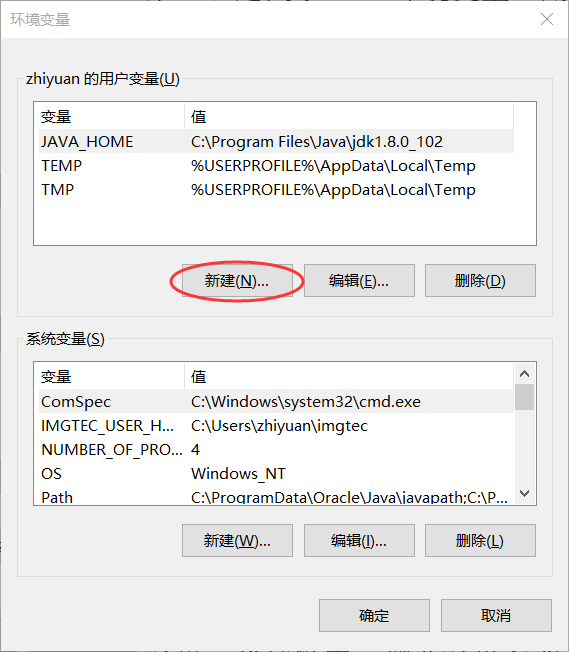 环境变量
zhiyuan 的用户变量(U)
变量 值
JAVA_HOME C:\Program Files\Java\jdk1.8.0_102
TEMP %USERPROFILE%\AppData\Local\Temp
TMP %USERPROFILE%\AppData\Local\Temp
新建(N)... 编辑(E)... 删除(D)
系统变量(S)
变量 值
ComSpec C:\Windows\system32\cmd.exe
IMGTEC_USER_H... C:\Users\zhiyuan\imgtec
NUMBER_OF_PRO... 4
OS Windows_NT
Path C:\ProgramData\Oracle\Java\javapath;C:\P...
新建(W)... 编辑(I)... 删除(L)
确定 取消